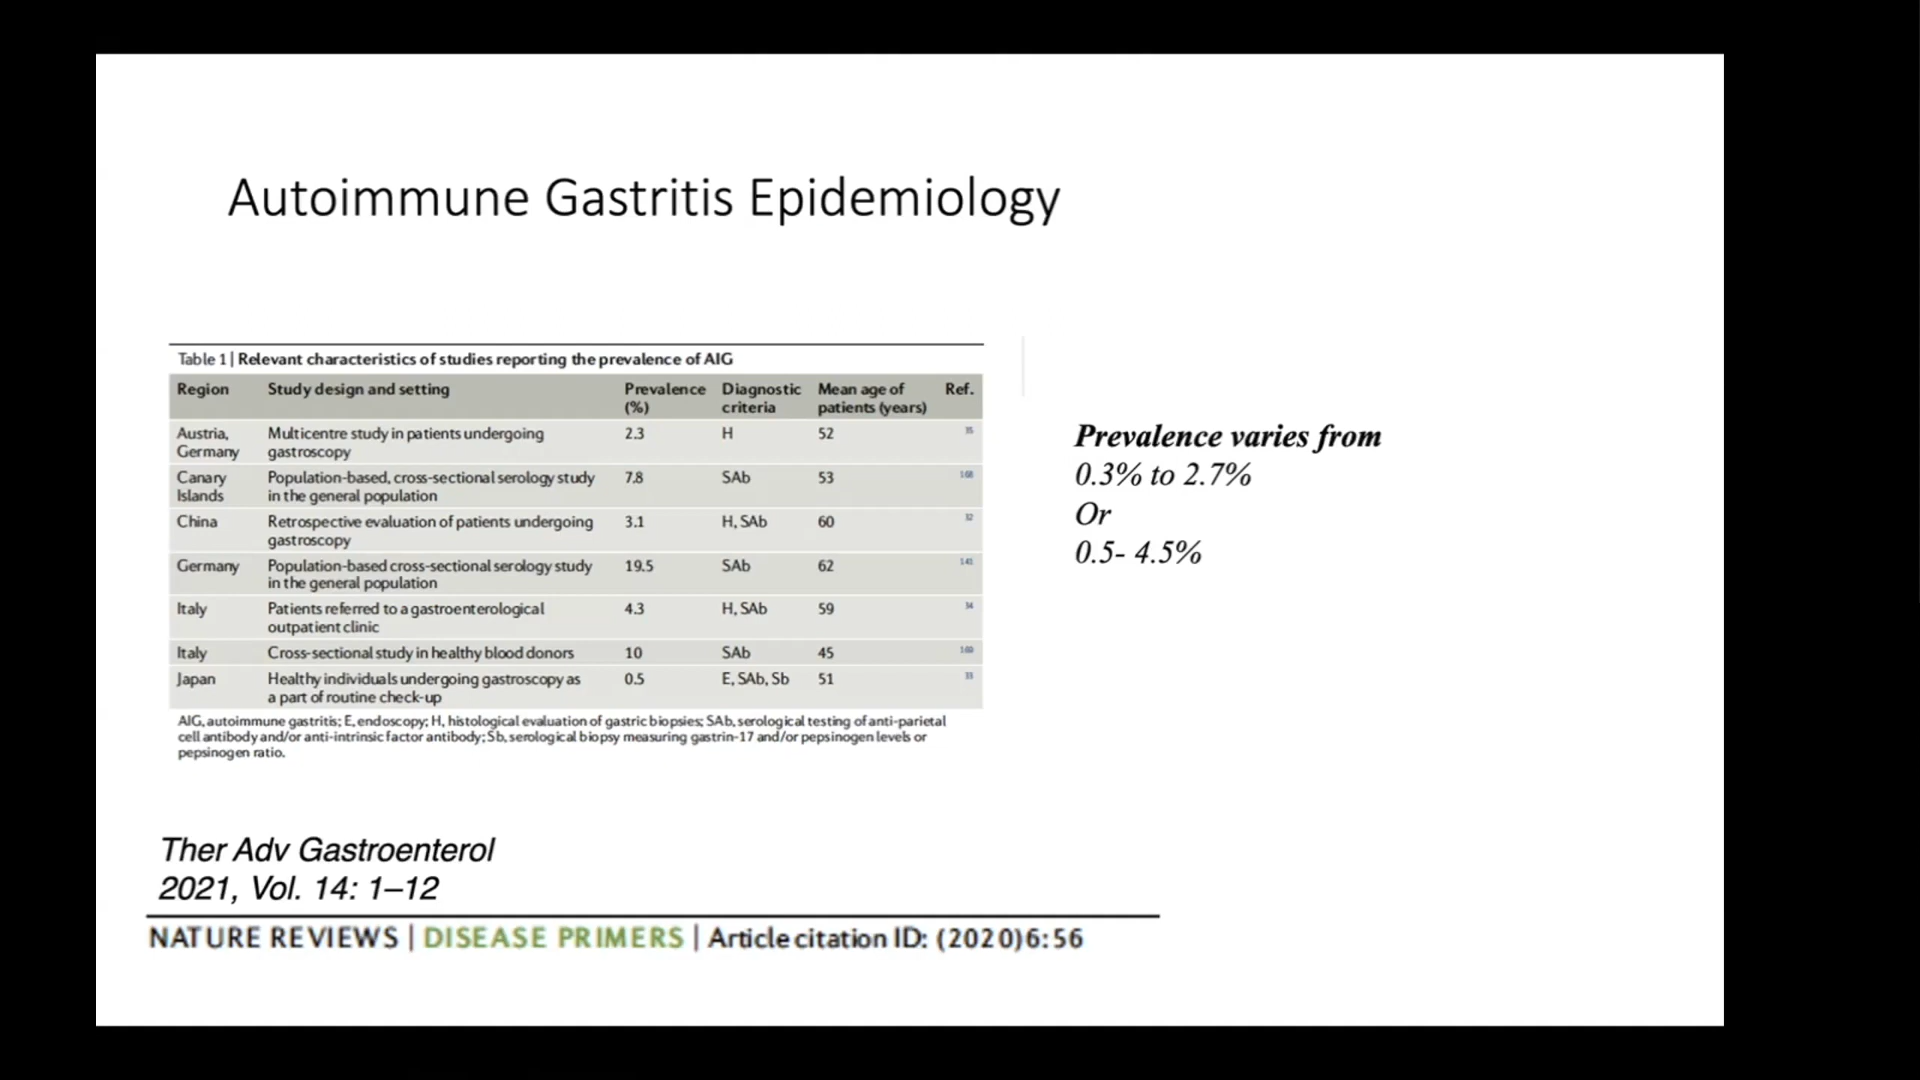 Autoimmune Gastritis Epidemiology
Table 1 | Relevant characteristics of studies reporting the prevalence of AIG
Region Study design and setting Prevalence (%) Diagnostic criteria Mean age of patients (years) Ref.
Austria, Germany Multicentre study in patients undergoing gastroscopy 2.3 H 52 35
Canary Islands Population-based, cross-sectional serology study in the general population 7.8 SAb 53 168
China Retrospective evaluation of patients undergoing gastroscopy 3.1 H, SAb 60 32
Germany Population-based cross-sectional serology study in the general population 19.5 SAb 62 141
Italy Patients referred to a gastroenterological outpatient clinic 4.3 H, SAb 59 34
Italy Cross-sectional study in healthy blood donors 10 SAb 45 169
Japan Healthy individuals undergoing gastroscopy as a part of routine check-up 0.5 E, SAb, Sb 51 33
AIG, autoimmune gastritis; E, endoscopy; H, histological evaluation of gastric biopsies; SAb, serological testing of anti-parietal
cell antibody and/or anti-intrinsic factor antibody; Sb, serological biopsy measuring gastrin-17 and/or pepsinogen levels or
pepsinogen ratio.
Prevalence varies from
0.3% to 2.7%
Or
0.5- 4.5%
Ther Adv Gastroenterol
2021, Vol. 14: 1–12
NATURE REVIEWS | DISEASE PRIMERS | Article citation ID: (2020)6:56